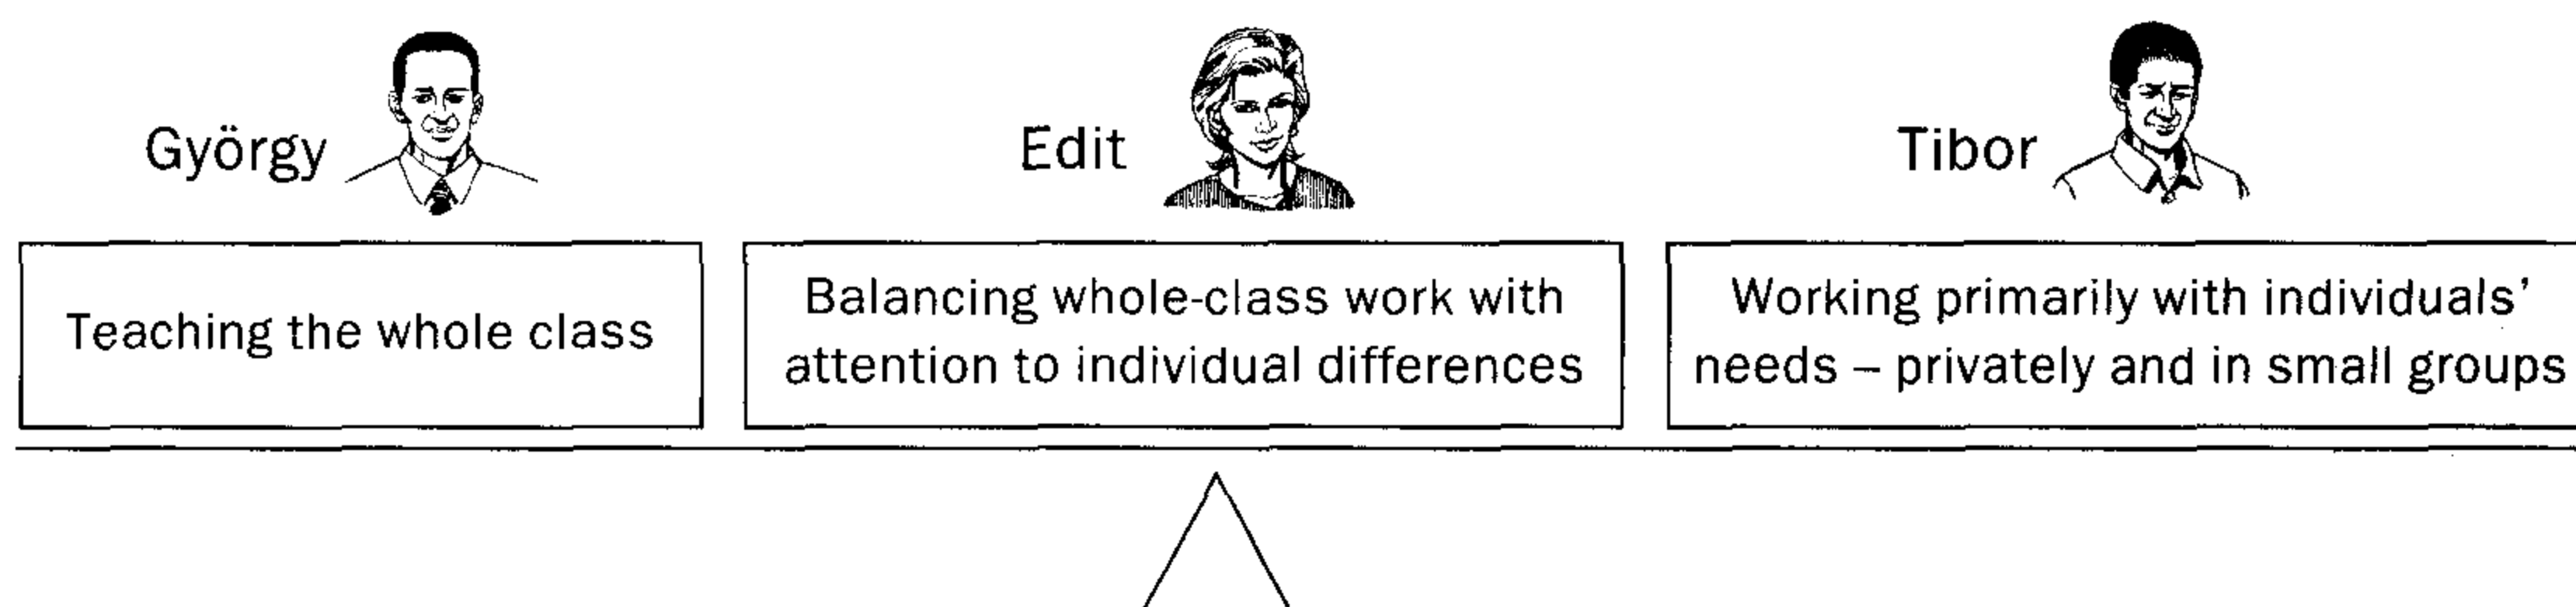 György
Edit
Tibor
Teaching the whole class
Balancing whole-class work with
attention to individual differences
Working primarily with individuals'
needs – privately and in small groups